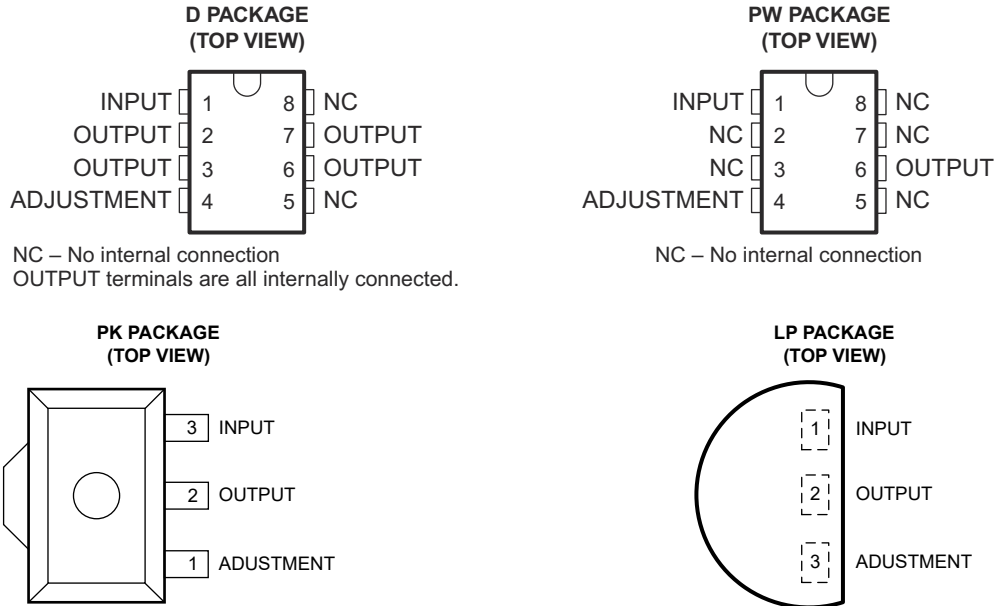 D PACKAGE
(TOP VIEW)
INPUT 1 8 NC
OUTPUT 2 7 OUTPUT
OUTPUT 3 6 OUTPUT
ADJUSTMENT 4 5 NC
NC – No internal connection
OUTPUT terminals are all internally connected.
PW PACKAGE
(TOP VIEW)
INPUT 1 8 NC
NC 2 7 NC
NC 3 6 OUTPUT
ADJUSTMENT 4 5 NC
NC – No internal connection
PK PACKAGE
(TOP VIEW)
3 INPUT
2 OUTPUT
1 ADUSTMENT
LP PACKAGE
(TOP VIEW)
1 INPUT
2 OUTPUT
3 ADUSTMENT